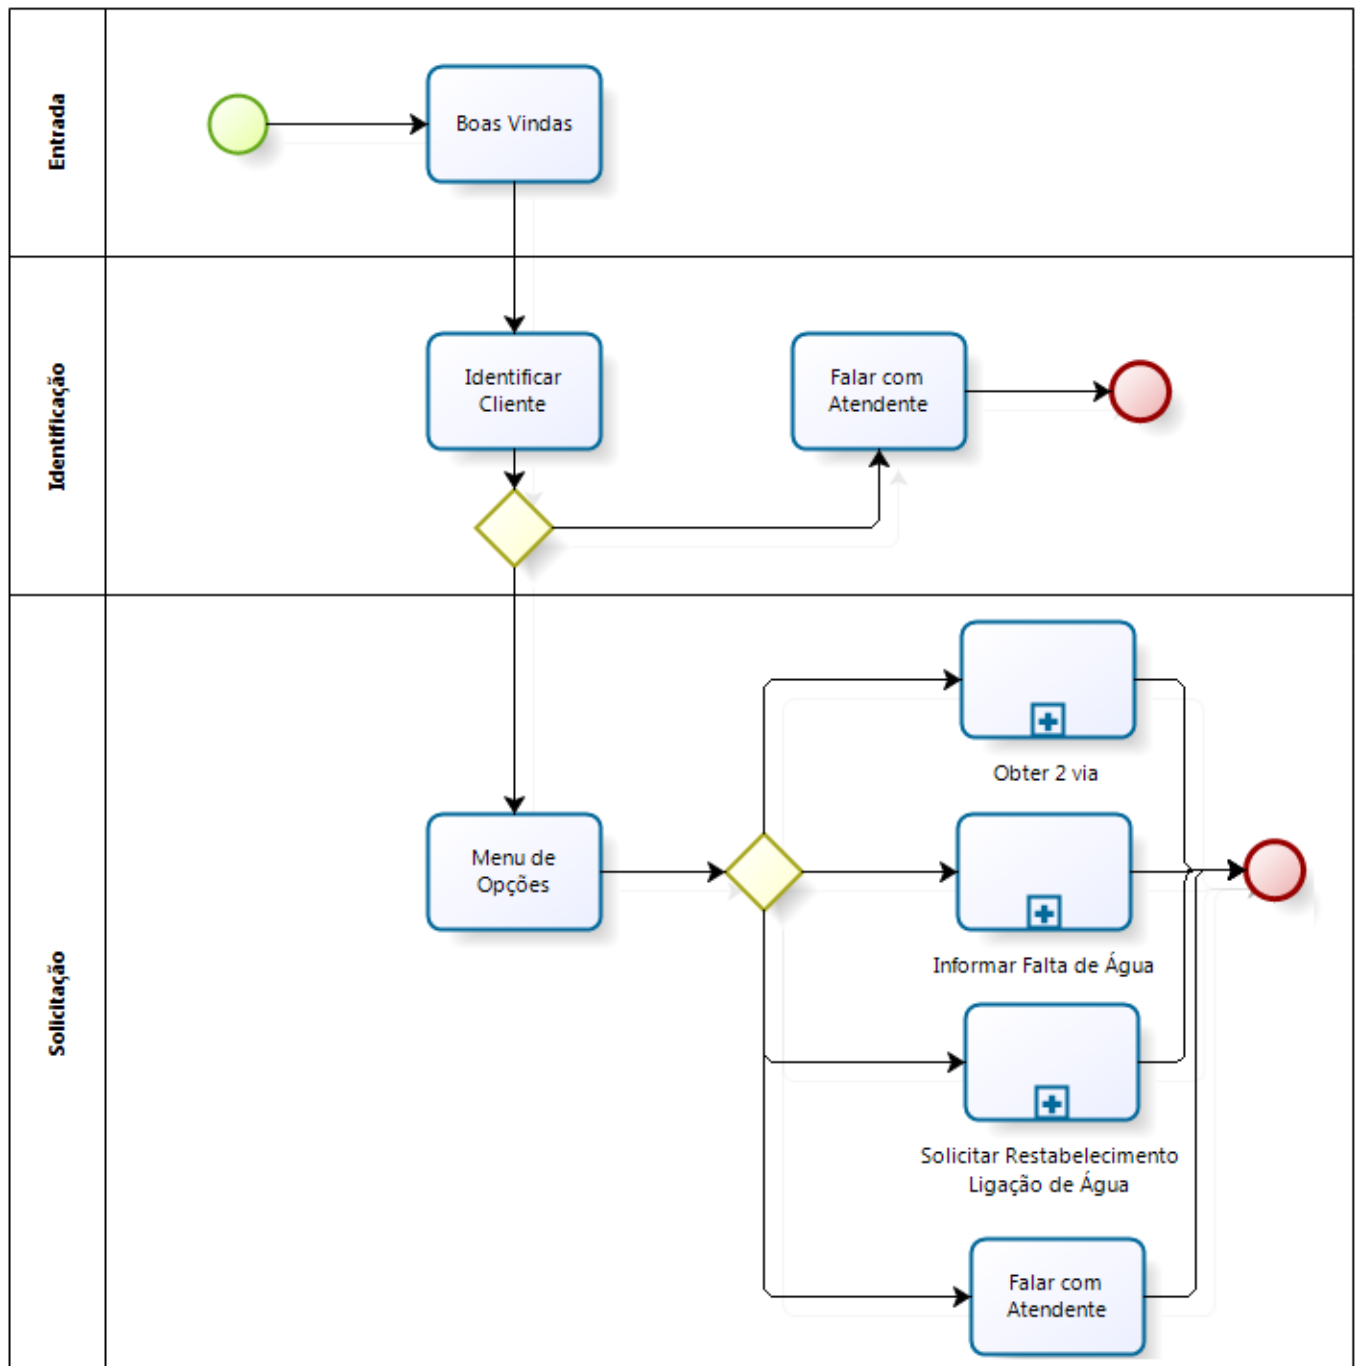 Entrada
Boas Vindas
Identificação
Identificar
Cliente
Falar com
Atendente
Solicitação
Menu de
Opções
Obter 2 via
Informar Falta de Água
Solicitar Restabelecimento
Ligação de Água
Falar com
Atendente